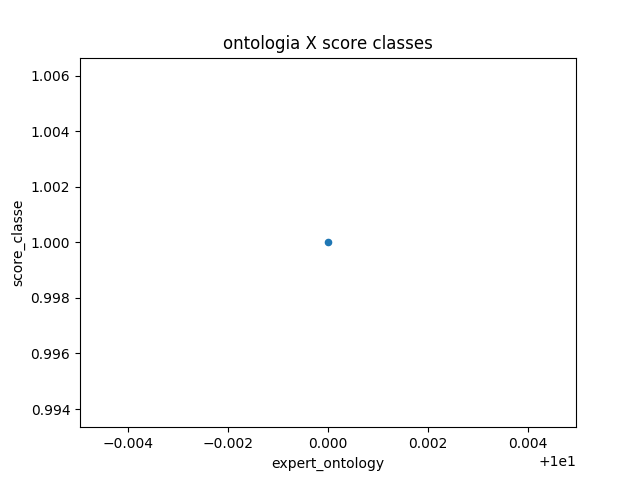 ontologia X score classes
1.006
1.004
1.002
1.000
0.998
0.996
0.994
score_classe
−0.004 −0.002 0.000 0.002 0.004
+1e1
expert_ontology